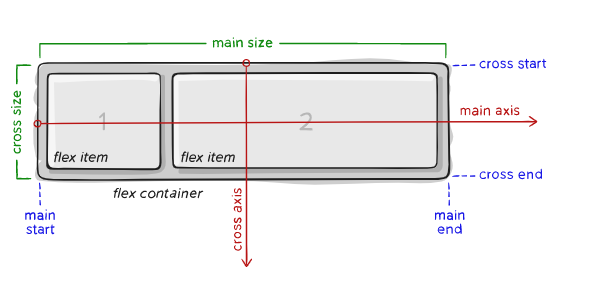 main size
cross start
cross size
1
2
main axis
flex item
flex item
cross end
flex container
cross axis
main
start
main
end